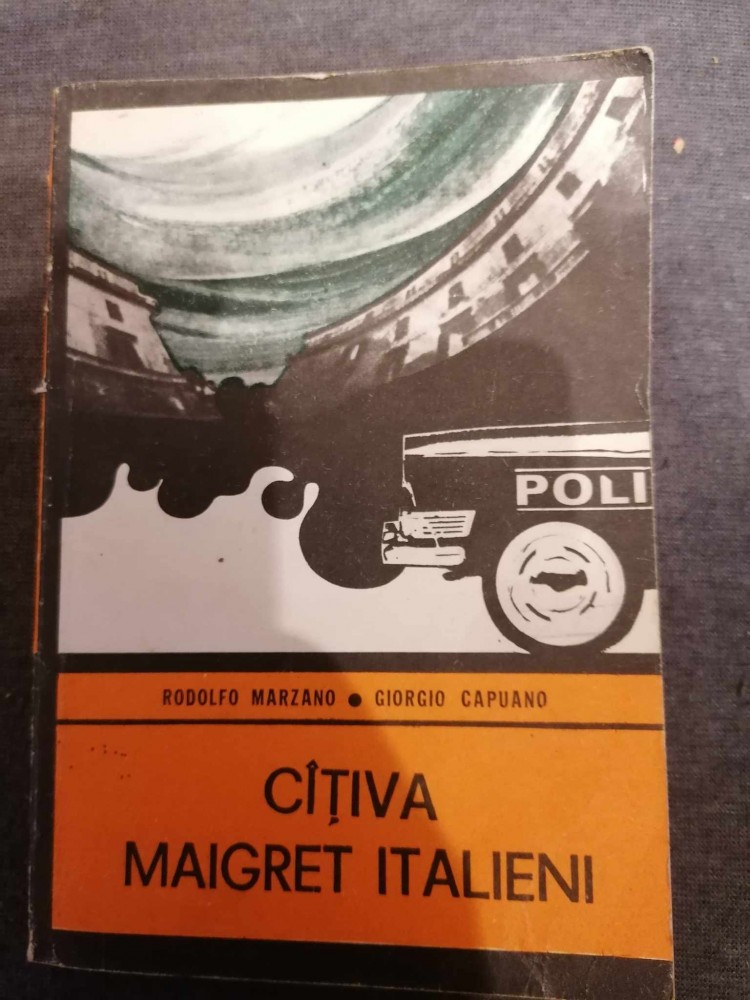 POLI
RODOLFO MARZANO ● GIORGIO CAPUANO
CÎȚIVA
MAIGRET ITALIENI